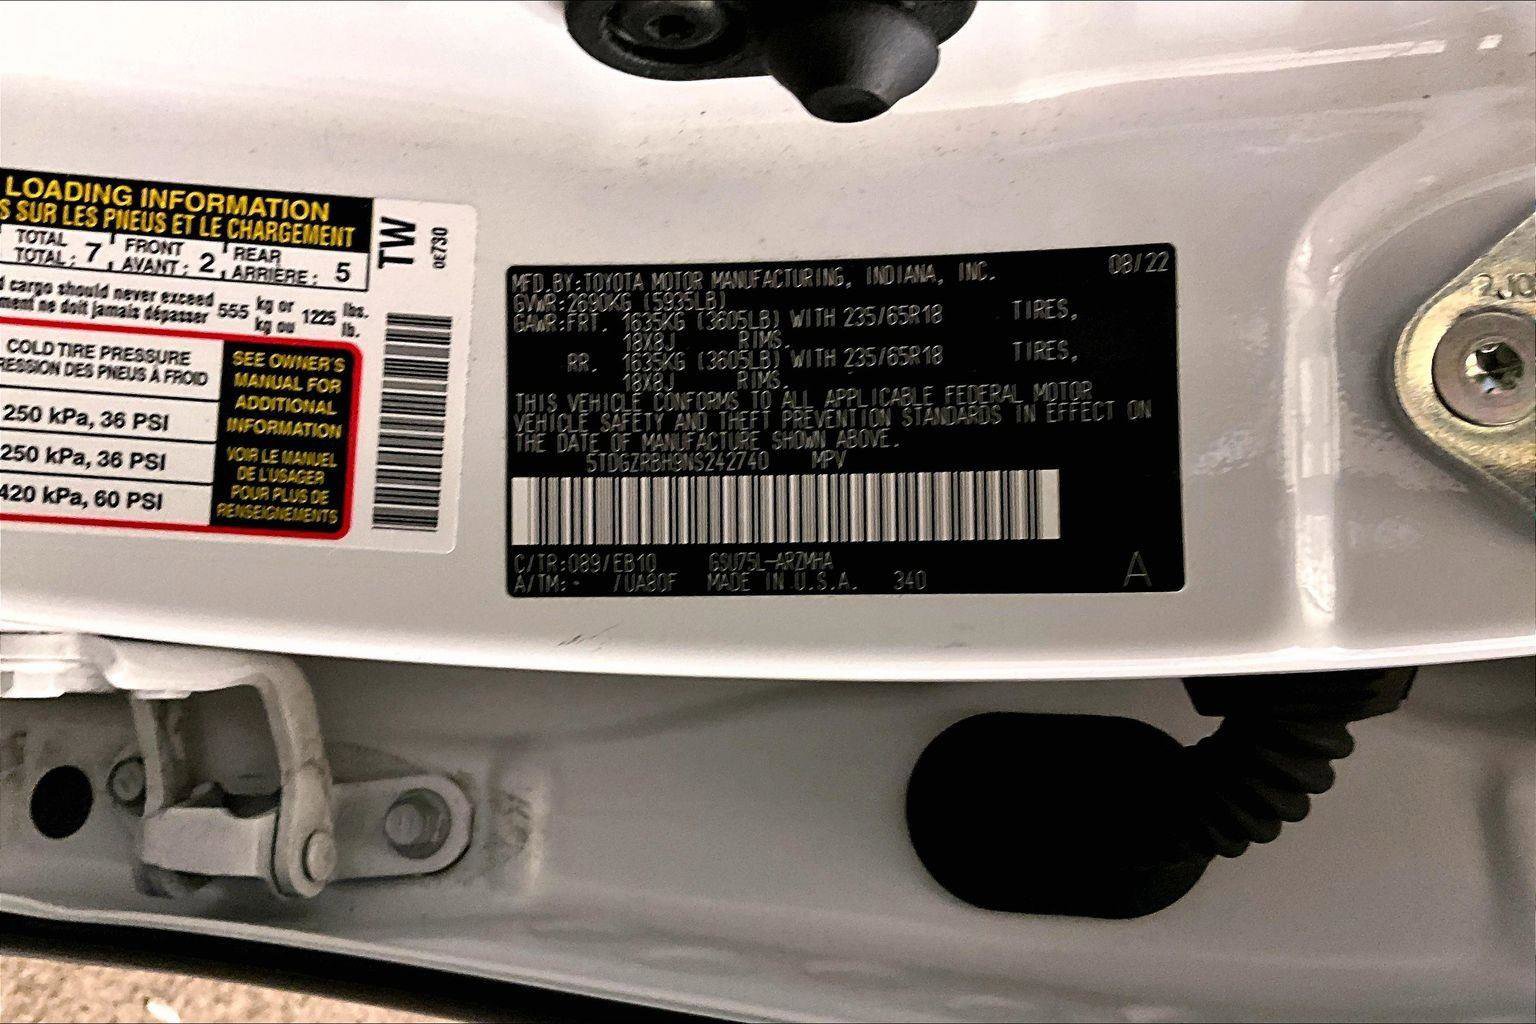 LOADING INFORMATION
S SUR LES PNEUS ET LE CHARGEMENT
TOTAL
TOTAL : 7
FRONT
AVANT : 2
REAR
ARRIÈRE : 5
d cargo should never exceed 555 kg or 1225 lbs.
ment ne doit jamais dépasser kg ou lb.
COLD TIRE PRESSURE
RESSION DES PNEUS À FROID
250 kPa, 36 PSI
250 kPa, 36 PSI
420 kPa, 60 PSI
SEE OWNER'S
MANUAL FOR
ADDITIONAL
INFORMATION
VOIR LE MANUEL
DE L'USAGER
POUR PLUS DE
RENSEIGNEMENTS
TW
0E730
MFD.BY:TOYOTA MOTOR MANUFACTURING, INDIANA, INC. 08/22
GVWR:2690KG (5935LB)
GAWR:FRT. 1635KG (3605LB) WITH 235/65R18 TIRES,
18X8J RIMS.
RR. 1635KG (3605LB) WITH 235/65R18 TIRES,
18X8J RIMS.
THIS VEHICLE CONFORMS TO ALL APPLICABLE FEDERAL MOTOR
VEHICLE SAFETY AND THEFT PREVENTION STANDARDS IN EFFECT ON
THE DATE OF MANUFACTURE SHOWN ABOVE.
5TDGZRBH9NS242740 MPV
C/TR:089/EB10 GSU75L-ARZMHA
A/TM:- /UA80F MADE IN U.S.A. 340
A